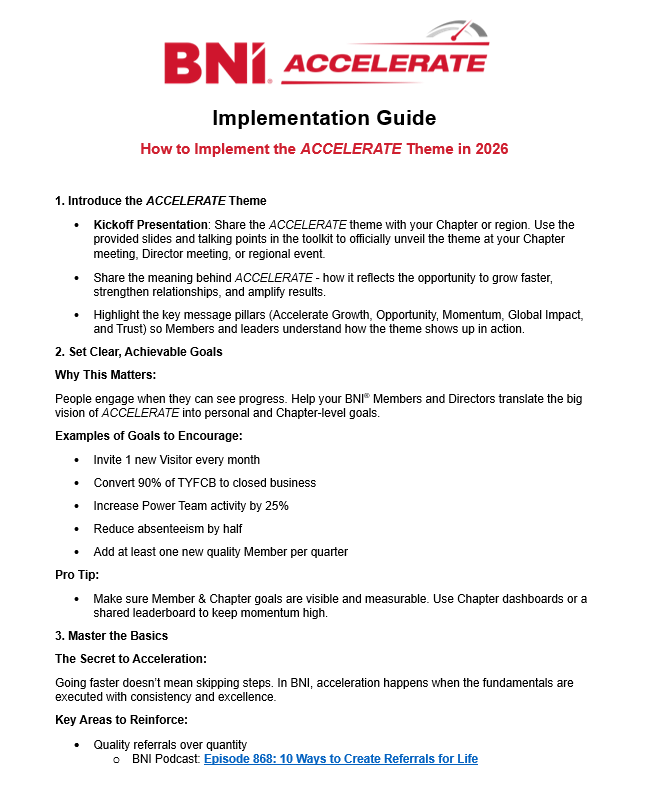 BNI® ACCELERATE
Implementation Guide
How to Implement the ACCELERATE Theme in 2026
1. Introduce the ACCELERATE Theme
• Kickoff Presentation: Share the ACCELERATE theme with your Chapter or region. Use the
provided slides and talking points in the toolkit to officially unveil the theme at your Chapter
meeting, Director meeting, or regional event.
• Share the meaning behind ACCELERATE - how it reflects the opportunity to grow faster,
strengthen relationships, and amplify results.
• Highlight the key message pillars (Accelerate Growth, Opportunity, Momentum, Global Impact,
and Trust) so Members and leaders understand how the theme shows up in action.
2. Set Clear, Achievable Goals
Why This Matters:
People engage when they can see progress. Help your BNI® Members and Directors translate the big
vision of ACCELERATE into personal and Chapter-level goals.
Examples of Goals to Encourage:
• Invite 1 new Visitor every month
• Convert 90% of TYFCB to closed business
• Increase Power Team activity by 25%
• Reduce absenteeism by half
• Add at least one new quality Member per quarter
Pro Tip:
• Make sure Member & Chapter goals are visible and measurable. Use Chapter dashboards or a
shared leaderboard to keep momentum high.
3. Master the Basics
The Secret to Acceleration:
Going faster doesn’t mean skipping steps. In BNI, acceleration happens when the fundamentals are
executed with consistency and excellence.
Key Areas to Reinforce:
• Quality referrals over quantity
o BNI Podcast: Episode 868: 10 Ways to Create Referrals for Life